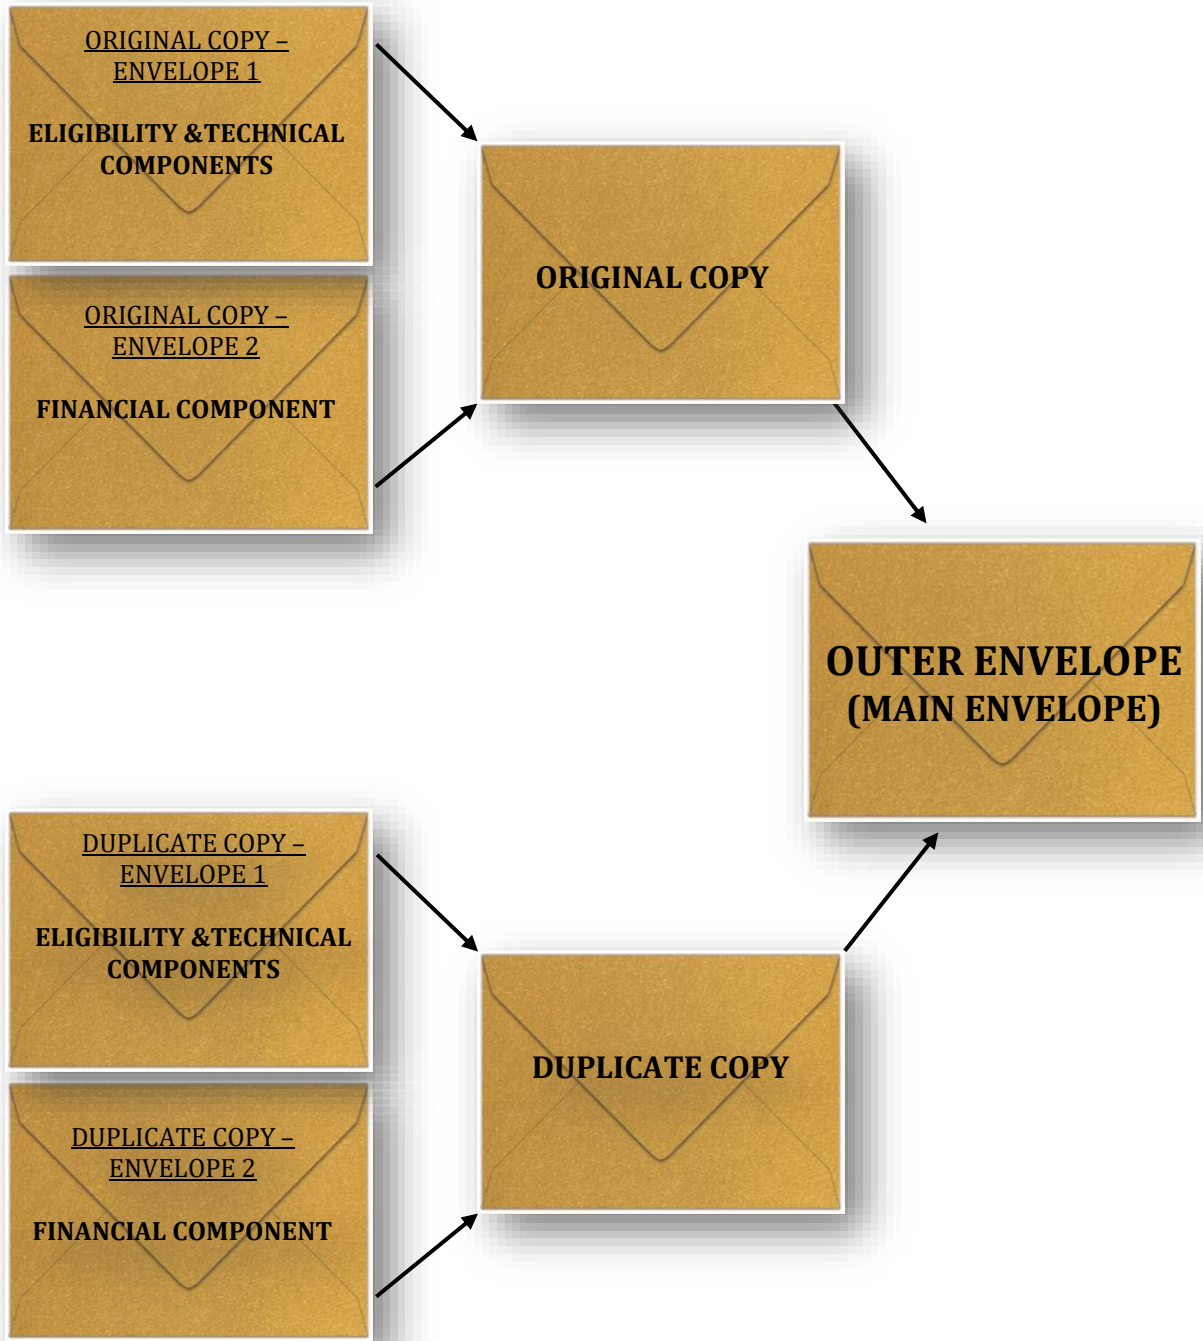 ORIGINAL COPY –
ENVELOPE 1
ELIGIBILITY &TECHNICAL
COMPONENTS
ORIGINAL COPY –
ENVELOPE 2
FINANCIAL COMPONENT
ORIGINAL COPY
OUTER ENVELOPE
(MAIN ENVELOPE)
DUPLICATE COPY –
ENVELOPE 1
ELIGIBILITY &TECHNICAL
COMPONENTS
DUPLICATE COPY –
ENVELOPE 2
FINANCIAL COMPONENT
DUPLICATE COPY